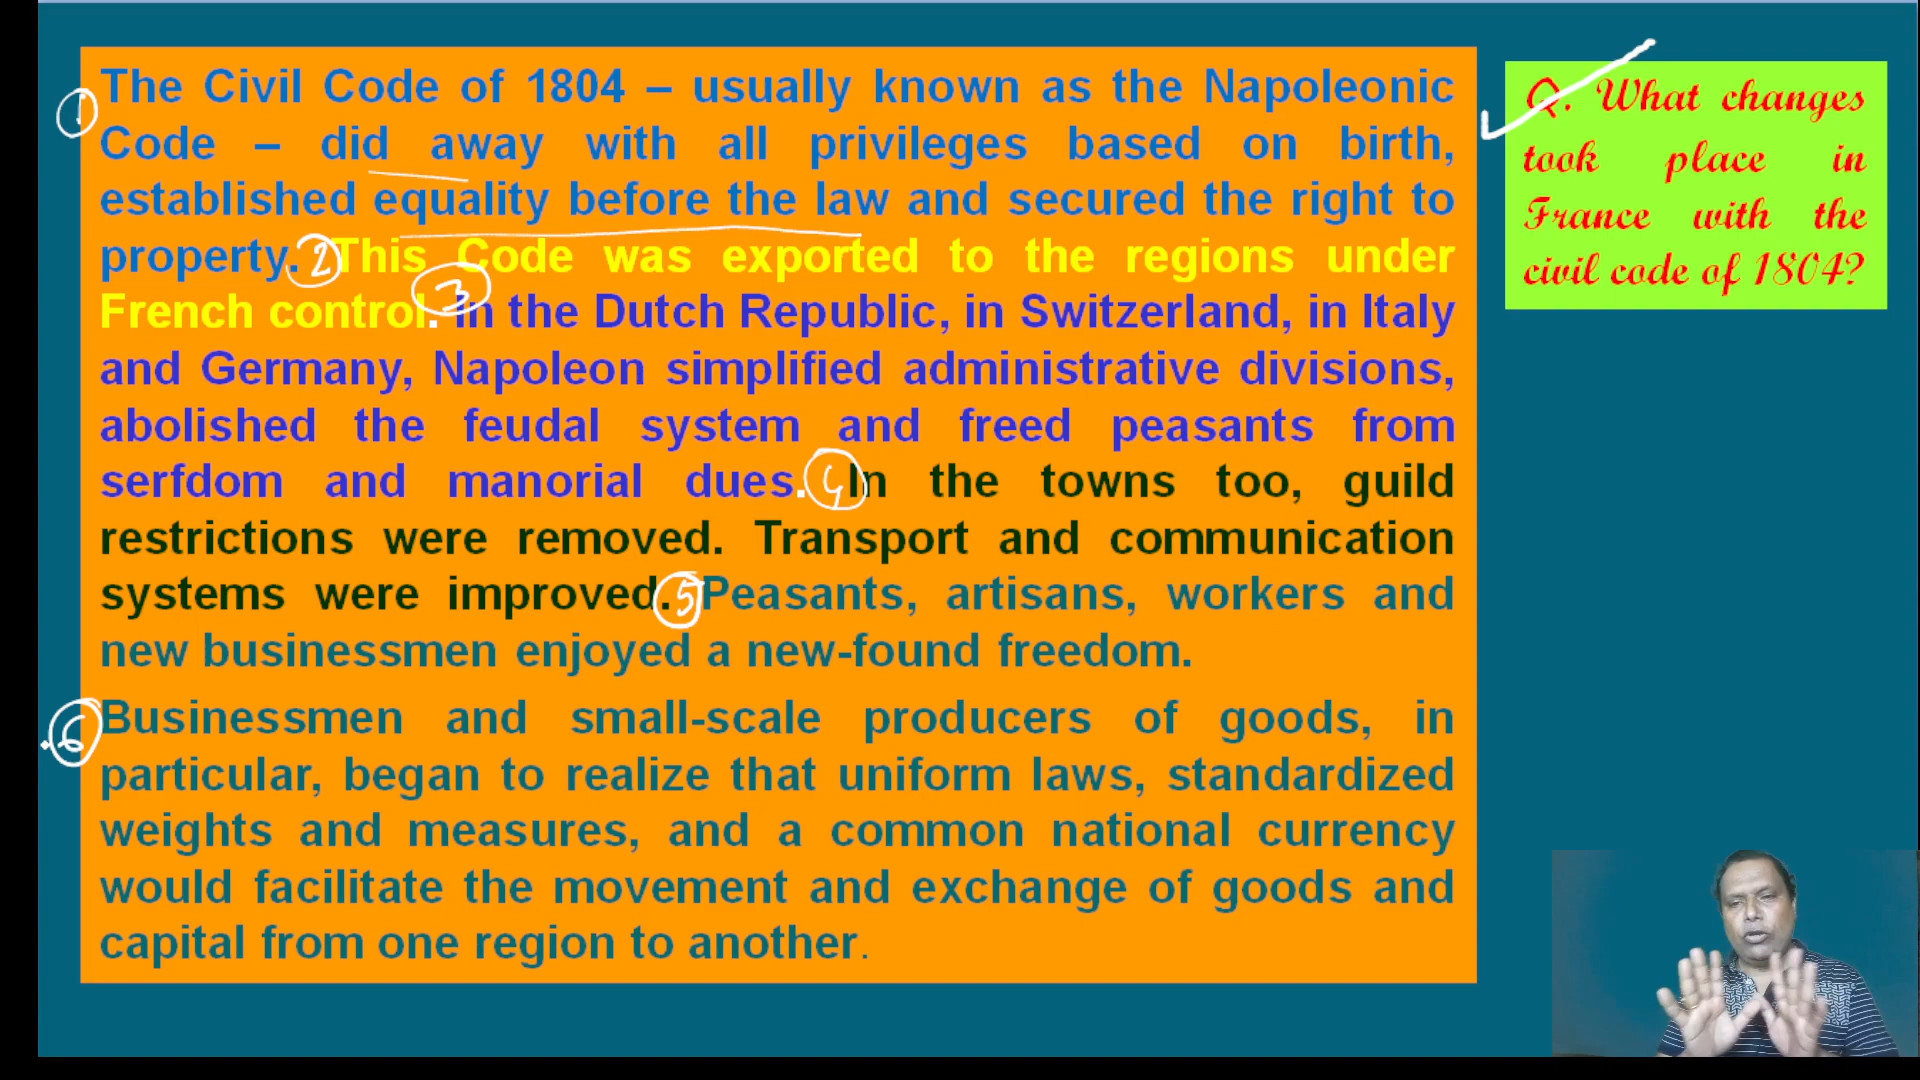 ① The Civil Code of 1804 – usually known as the Napoleonic
Code – did away with all privileges based on birth,
established equality before the law and secured the right to
property. ② This Code was exported to the regions under
French control. ③ In the Dutch Republic, in Switzerland, in Italy
and Germany, Napoleon simplified administrative divisions,
abolished the feudal system and freed peasants from
serfdom and manorial dues. ④ In the towns too, guild
restrictions were removed. Transport and communication
systems were improved. ⑤ Peasants, artisans, workers and
new businessmen enjoyed a new-found freedom.
⑥ Businessmen and small-scale producers of goods, in
particular, began to realize that uniform laws, standardized
weights and measures, and a common national currency
would facilitate the movement and exchange of goods and
capital from one region to another.
Q. What changes
took place in
France with the
civil code of 1804?